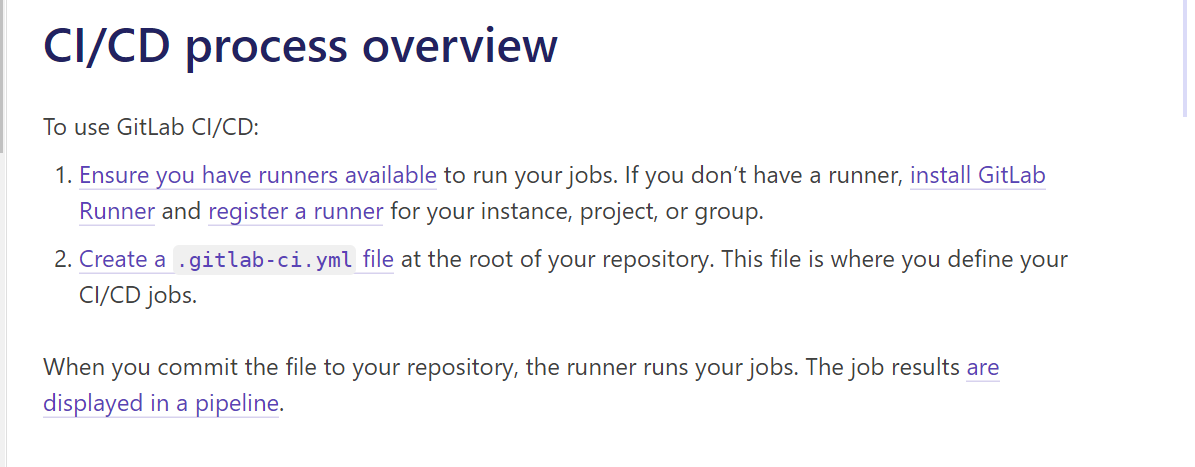 CI/CD process overview
To use GitLab CI/CD:
1. Ensure you have runners available to run your jobs. If you don’t have a runner, install GitLab
Runner and register a runner for your instance, project, or group.
2. Create a .gitlab-ci.yml file at the root of your repository. This file is where you define your
CI/CD jobs.
When you commit the file to your repository, the runner runs your jobs. The job results are
displayed in a pipeline.